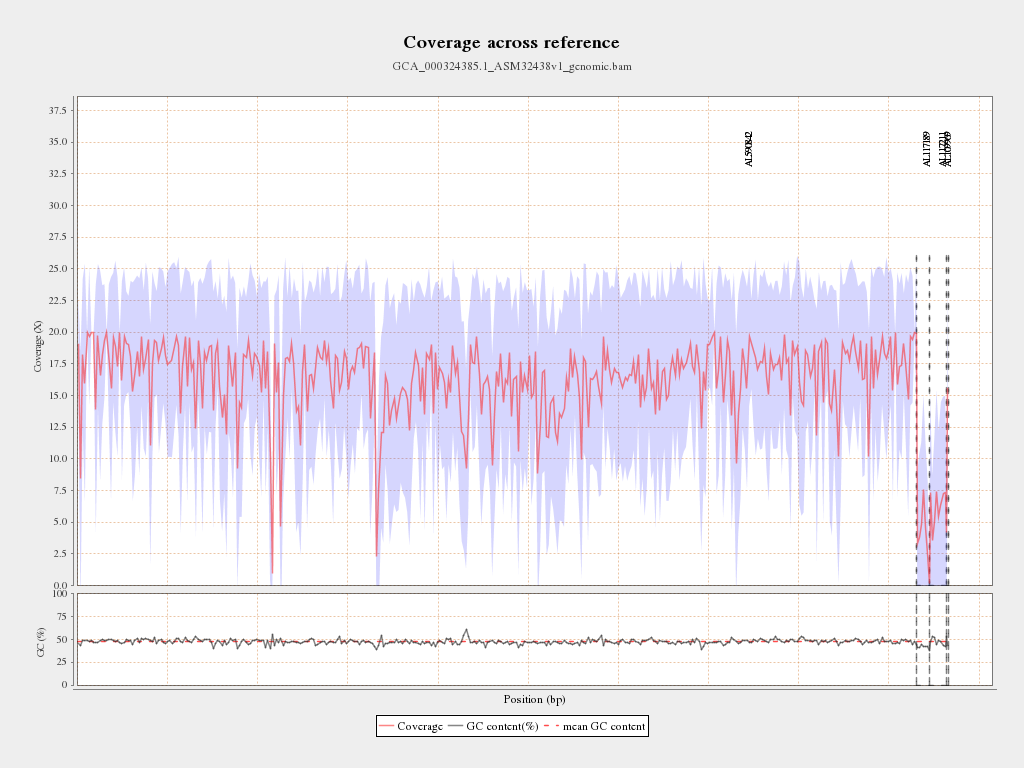 Coverage across reference
GCA_000324385.1_ASM32438v1_genomic.bam
37.5
35.0
32.5
30.0
27.5
25.0
22.5
20.0
17.5
15.0
12.5
10.0
7.5
5.0
2.5
0.0
Coverage (X)
AL590842
AL117189
AL117211
100
75
50
25
0
GC (%)
Position (bp)
Coverage GC content(%) mean GC content